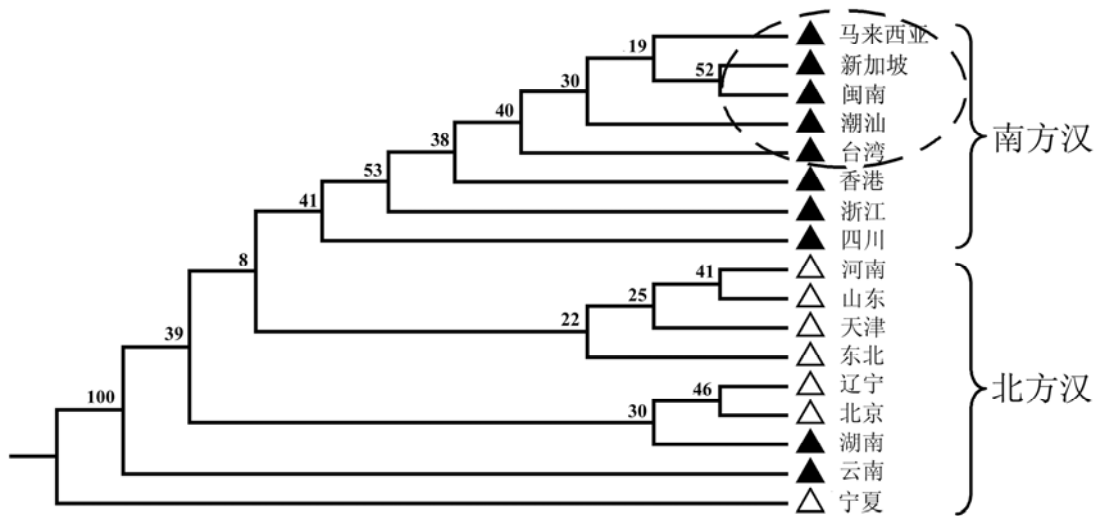 马来西亚
19
新加坡
52
闽南
30
潮汕
40
台湾
38
香港
53
浙江
41
四川
南方汉
8
河南
41
山东
25
天津
22
东北
39
辽宁
46
北京
30
湖南
100
云南
宁夏
北方汉